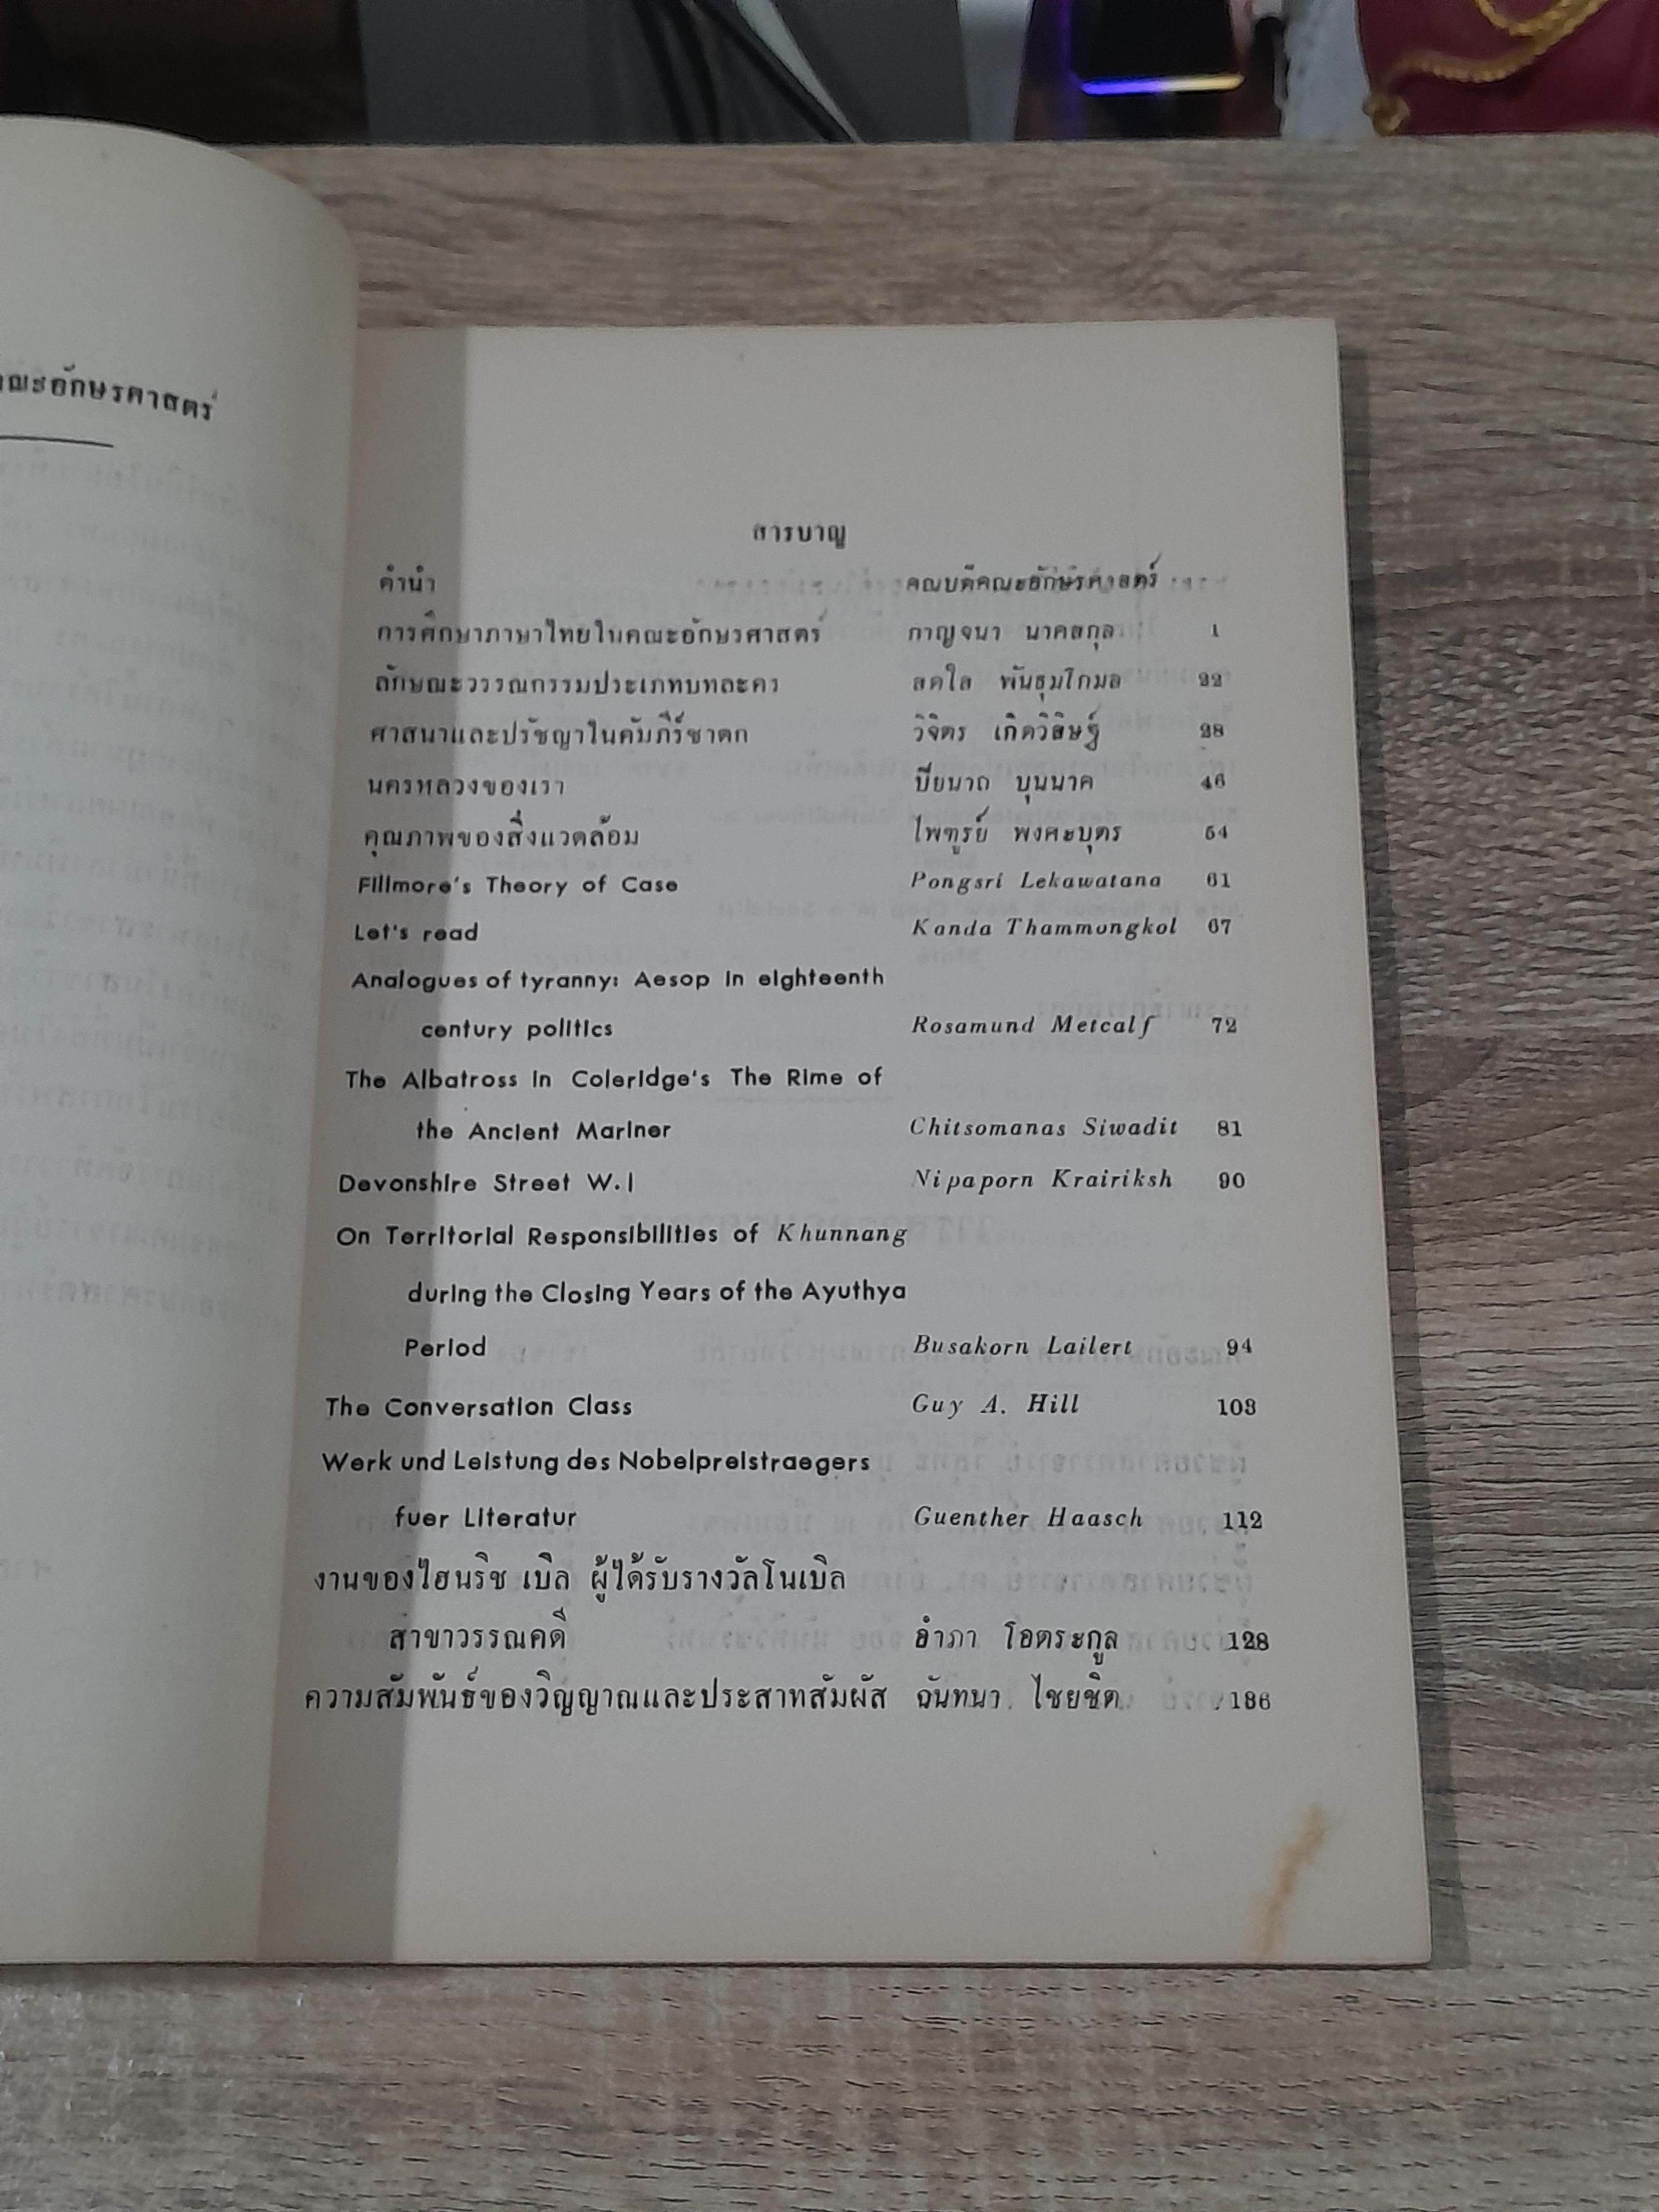 คณะอักษรศาสตร์
สารบาญ
คำนำ คณบดีคณะอักษรศาสตร์
การศึกษาภาษาไทยในคณะอักษรศาสตร์ กาญจนา นาคสกุล 1
ลักษณะวรรณกรรมประเภทบทละคร สดใส พันธุมโกมล 22
ศาสนาและปรัชญาในคัมภีร์ชาดก วิจิตร เกิดวิสิษฐ์ 28
นครหลวงของเรา ปิยนาถ บุนนาค 46
คุณภาพของสิ่งแวดล้อม ไพฑูรย์ พงศะบุตร 54
Fillmore's Theory of Case Pongsri Lekawatana 61
Let's read Kanda Thammongkol 67
Analogues of tyranny: Aesop in eighteenth
century politics Rosamund Metcalf 72
The Albatross in Coleridge's The Rime of
the Ancient Mariner Chitsomanas Siwadit 81
Devonshire Street W.I Nipaporn Krairiksh 90
On Territorial Responsibilities of Khunnang
during the Closing Years of the Ayuthya
Period Busakorn Lailert 94
The Conversation Class Guy A. Hill 103
Werk und Leistung des Nobelpreistraegers
fuer Literatur Guenther Haasch 112
งานของไฮนริช เบิล ผู้ได้รับรางวัลโนเบิล
สาขาวรรณคดี อำภา โอตระกูล 128
ความสัมพันธ์ของวิญญาณและประสาทสัมผัส ฉันทนา ไชยชิต 136